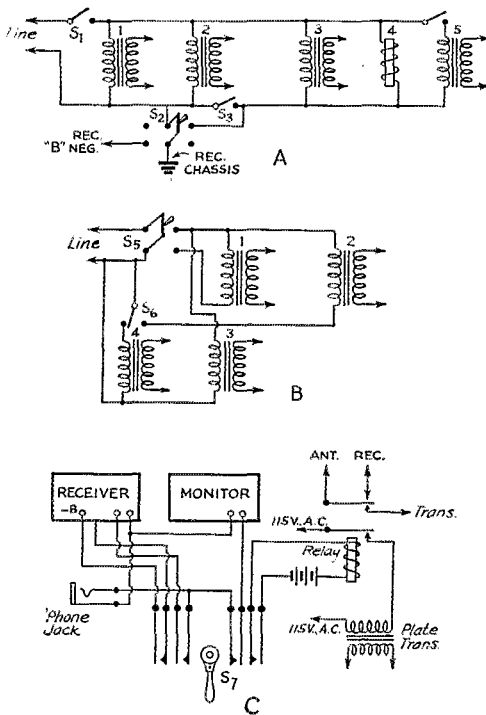 S1
Line
1
2
3
4
5
S2
S3
REC.
"B" NEG.
REC.
CHASSIS
A
Line
S5
1
2
S6
4
3
B
ANT. REC.
RECEIVER
-B
MONITOR
Trans.
115V. A.C.
Relay
'Phone
Jack
115V. A.C.
Plate
Trans.
S7
C